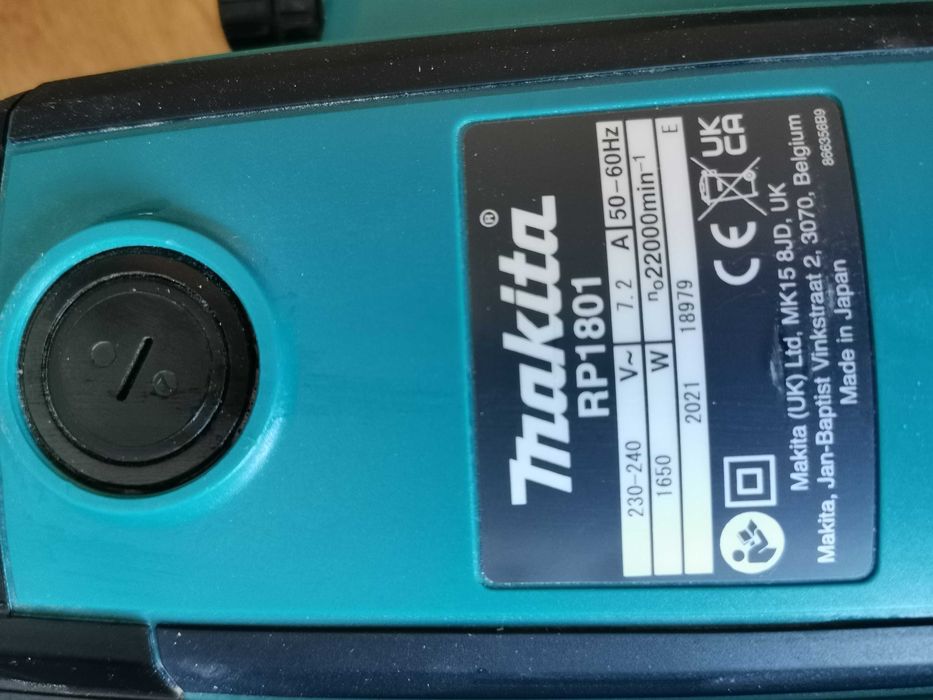 Makita®
RP1801
230-240 V~ 7.2 A 50-60Hz
1650 W n₀22000min⁻¹
2021 18979 E
CE UK CA
Makita (UK) Ltd, MK15 8JD, UK
Makita, Jan-Baptist Vinkstraat 2, 3070, Belgium
Made in Japan
8663S6B9